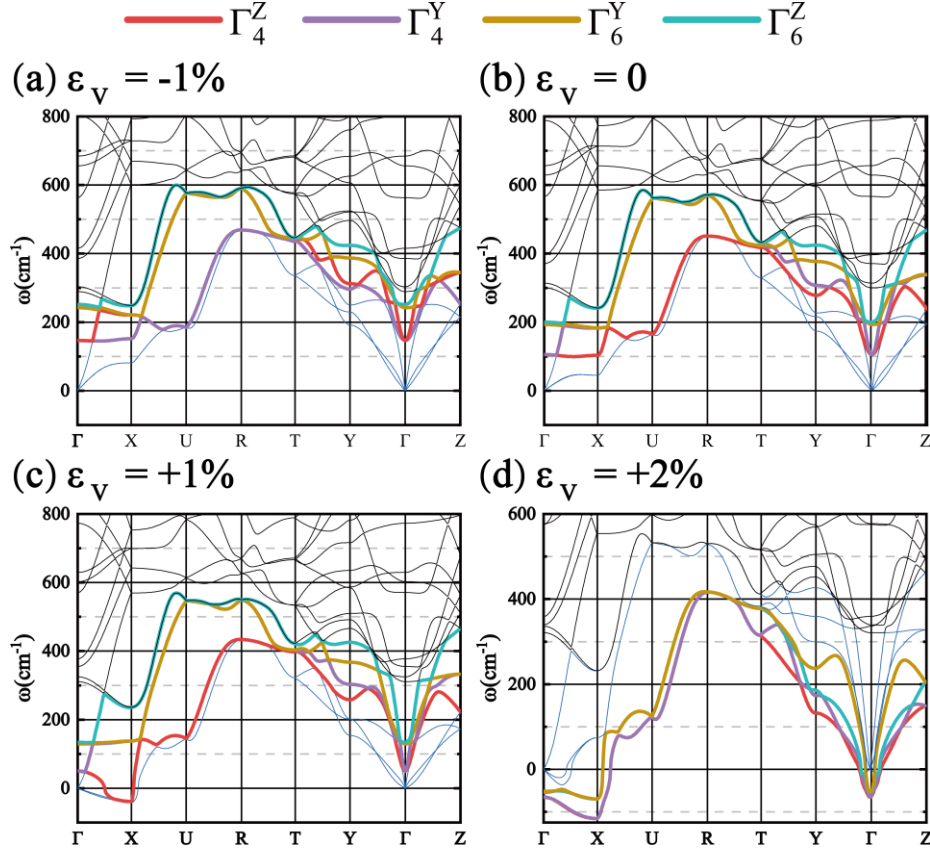 Γ₄ᶻ Γ₄ʸ Γ₆ʸ Γ₆ᶻ
(a) εᵥ = -1%
(b) εᵥ = 0
800
600
400
200
0
ω(cm⁻¹)
Γ X U R T Y Γ Z
800
600
400
200
0
ω(cm⁻¹)
Γ X U R T Y Γ Z
(c) εᵥ = +1%
(d) εᵥ = +2%
800
600
400
200
0
ω(cm⁻¹)
Γ X U R T Y Γ Z
600
400
200
0
ω(cm⁻¹)
Γ X U R T Y Γ Z